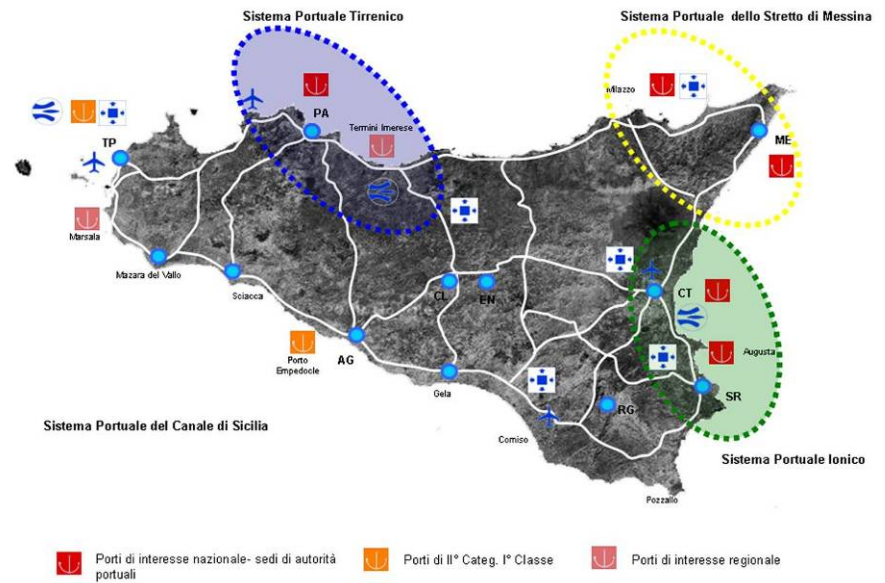 Sistema Portuale Tirrenico
Sistema Portuale dello Stretto di Messina
Milazzo
PA
Termini Imerese
TP
ME
Marsala
Mazara del Vallo
Sciacca
CL
EN
CT
Augusta
Porto
Empedocle
AG
Gela
SR
RG
Comiso
Sistema Portuale del Canale di Sicilia
Sistema Portuale Ionico
Pozzallo
Porti di interesse nazionale- sedi di autorità
portuali
Porti di II° Categ. I° Classe
Porti di interesse regionale